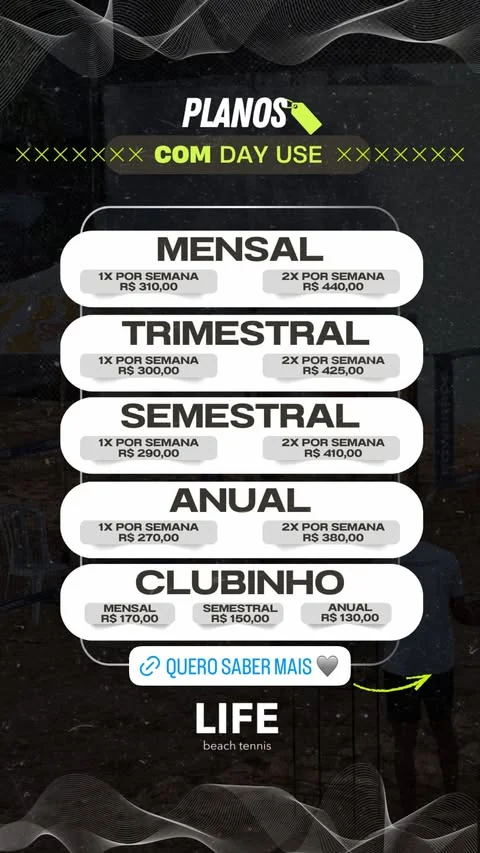 PLANOS
COM DAY USE
MENSAL
1X POR SEMANA
R$ 310,00
2X POR SEMANA
R$ 440,00
TRIMESTRAL
1X POR SEMANA
R$ 300,00
2X POR SEMANA
R$ 425,00
SEMESTRAL
1X POR SEMANA
R$ 290,00
2X POR SEMANA
R$ 410,00
ANUAL
1X POR SEMANA
R$ 270,00
2X POR SEMANA
R$ 380,00
CLUBINHO
MENSAL
R$ 170,00
SEMESTRAL
R$ 150,00
ANUAL
R$ 130,00
QUERO SABER MAIS 🩶
LIFE
beach tennis